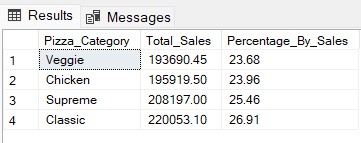 Results Messages
Pizza_Category Total_Sales Percentage_By_Sales
1 Veggie 193690.45 23.68
2 Chicken 195919.50 23.96
3 Supreme 208197.00 25.46
4 Classic 220053.10 26.91